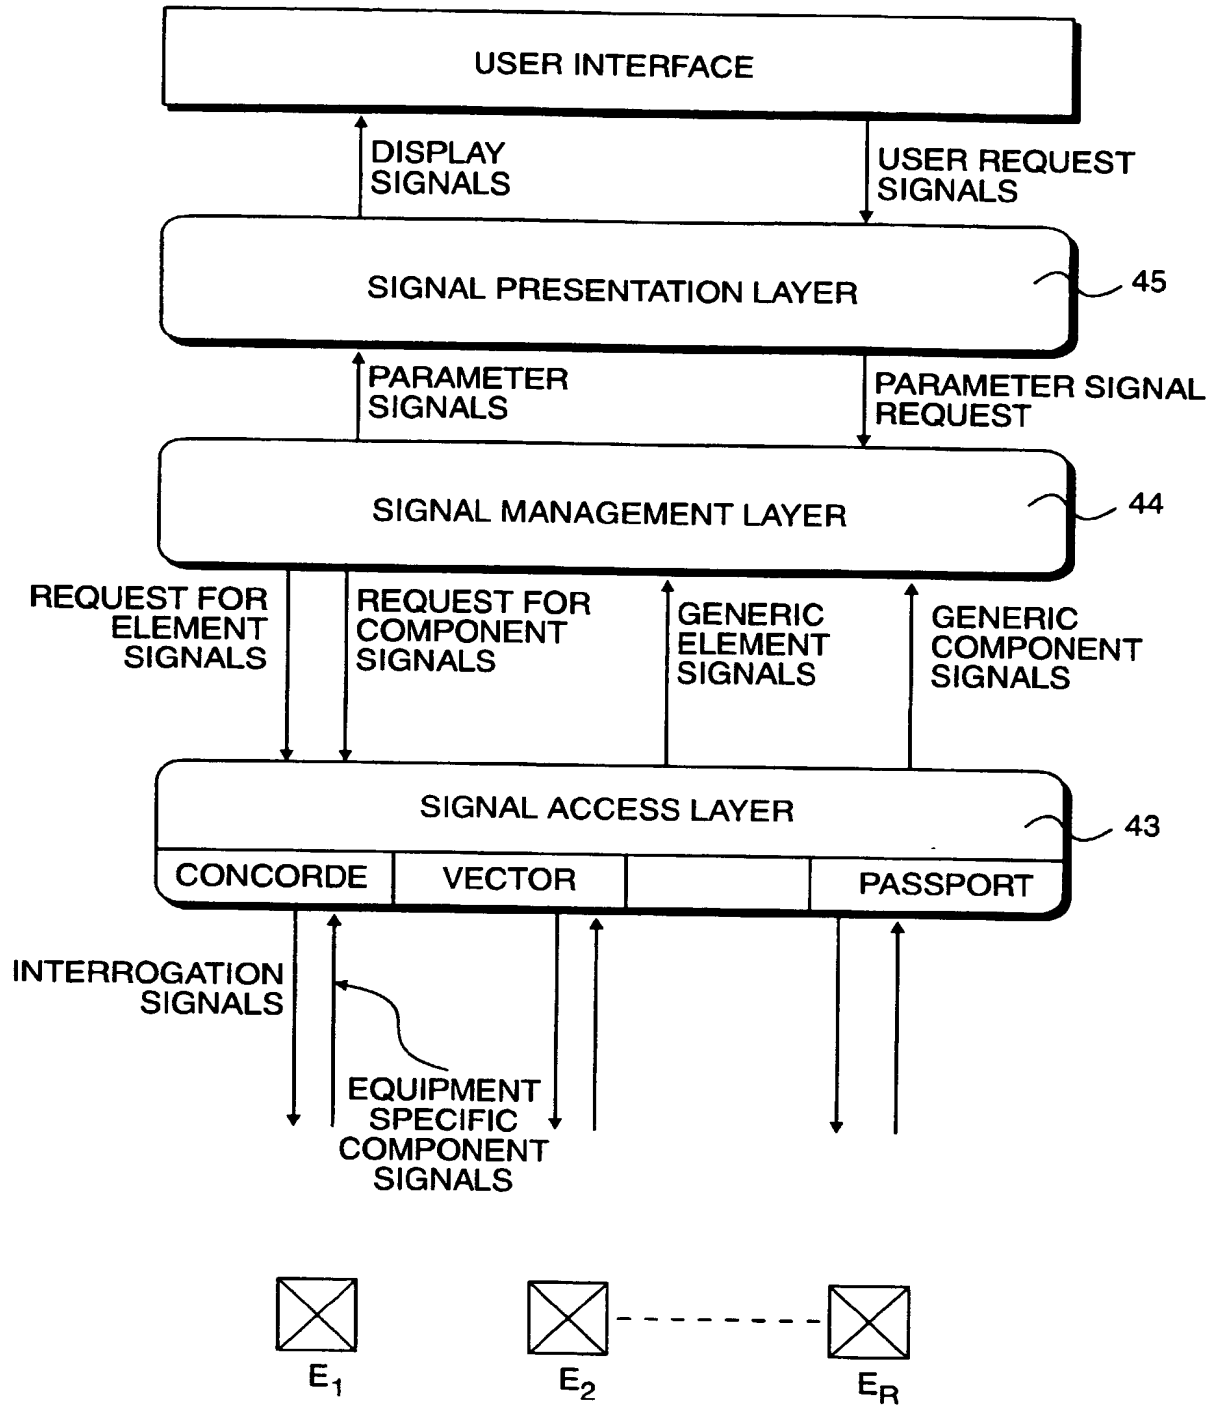 USER INTERFACE
DISPLAY
SIGNALS
USER REQUEST
SIGNALS
SIGNAL PRESENTATION LAYER
45
PARAMETER
SIGNALS
PARAMETER SIGNAL
REQUEST
SIGNAL MANAGEMENT LAYER
44
REQUEST FOR
ELEMENT
SIGNALS
REQUEST FOR
COMPONENT
SIGNALS
GENERIC
ELEMENT
SIGNALS
GENERIC
COMPONENT
SIGNALS
SIGNAL ACCESS LAYER
43
CONCORDE
VECTOR
PASSPORT
INTERROGATION
SIGNALS
EQUIPMENT
SPECIFIC
COMPONENT
SIGNALS
E1
E2
ER